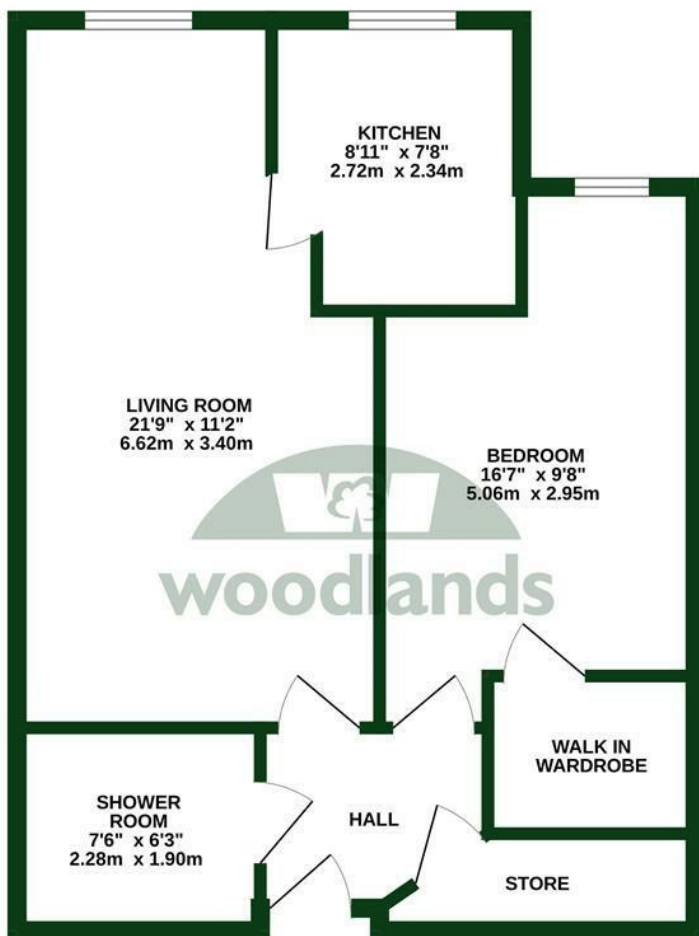 KITCHEN
8'11" x 7'8"
2.72m x 2.34m
LIVING ROOM
21'9" x 11'2"
6.62m x 3.40m
BEDROOM
16'7" x 9'8"
5.06m x 2.95m
woodlands
WALK IN
WARDROBE
SHOWER
ROOM
7'6" x 6'3"
2.28m x 1.90m
HALL
STORE